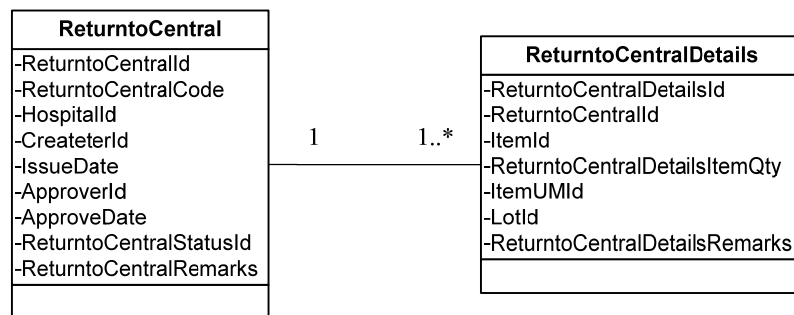 ReturntoCentral
-ReturntoCentralId
-ReturntoCentralCode
-HospitalId
-CreateterId
-IssueDate
-ApproverId
-ApproveDate
-ReturntoCentralStatusId
-ReturntoCentralRemarks
1
1..*
ReturntoCentralDetails
-ReturntoCentralDetailsId
-ReturntoCentralId
-ItemId
-ReturntoCentralDetailsItemQty
-ItemUMId
-LotId
-ReturntoCentralDetailsRemarks